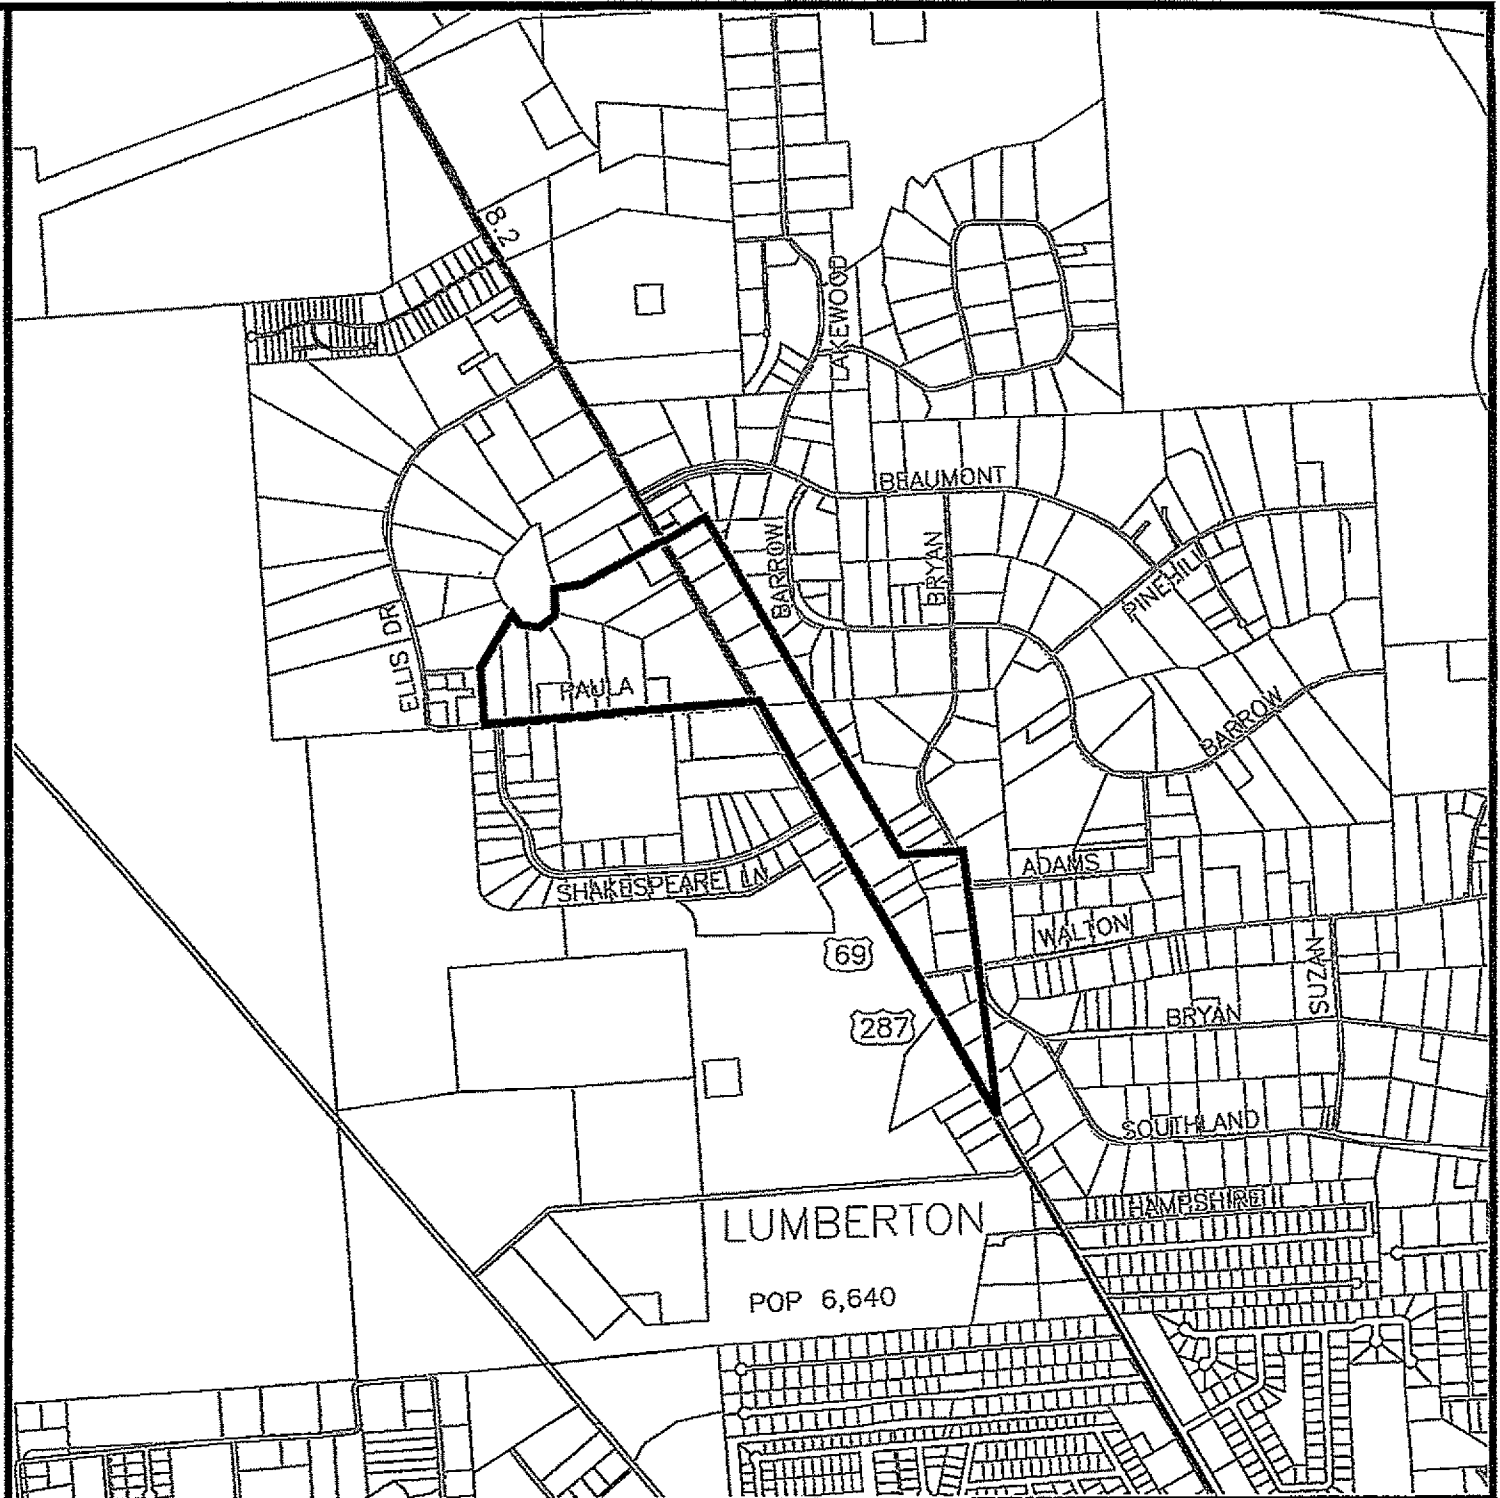 8.2
LAKEWOOD
BEAUMONT
BARROW
BRYAN
PINEHILL
ELLIS DR
PAULA
BARROW
SHAKESPEARE LN
ADAMS
WALTON
69
SUZAN
287
BRYAN
SOUTHLAND
HAMPSHIRE
LUMBERTON
POP 6,640